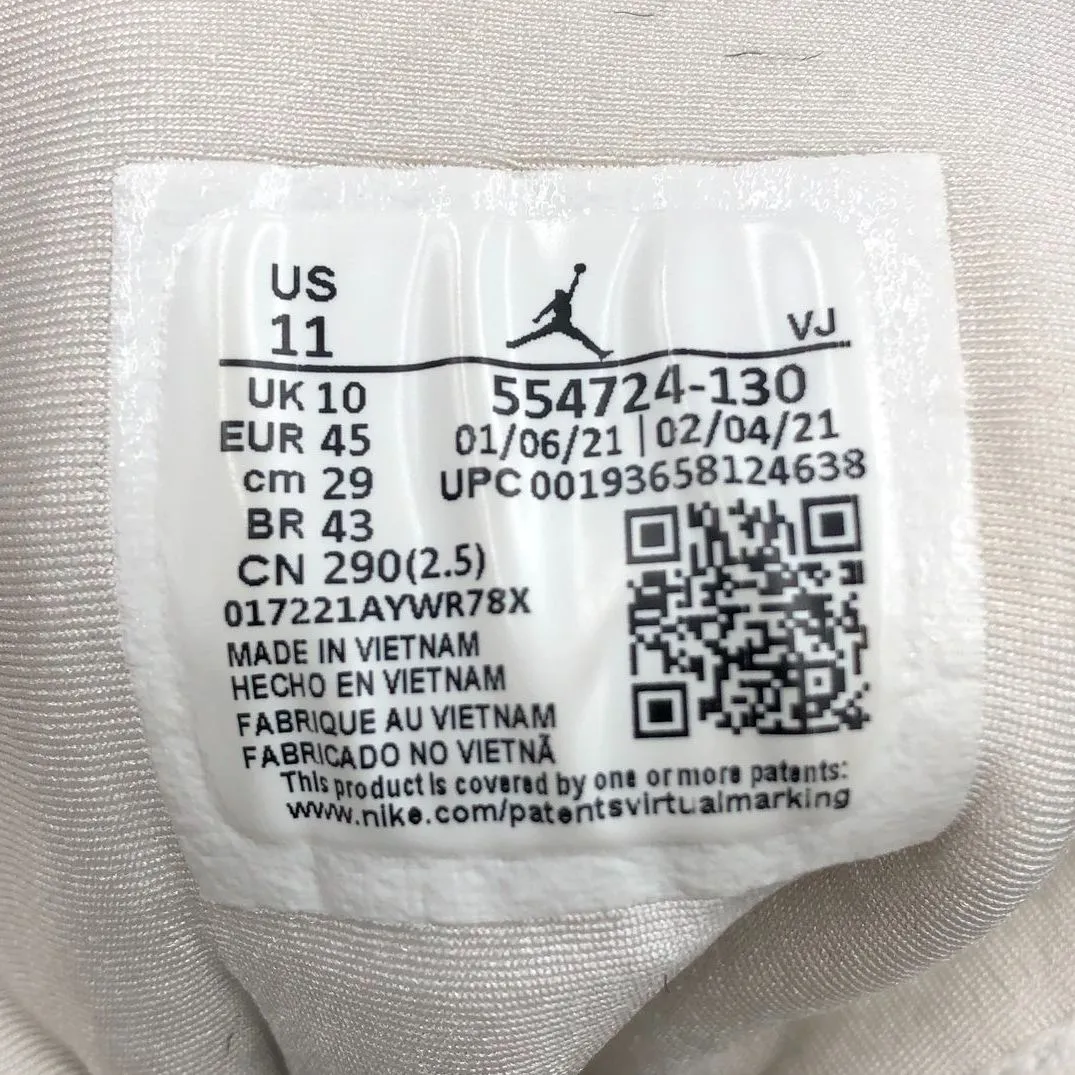 US
11
VJ
UK 10
554724-130
EUR 45
01/06/21 | 02/04/21
cm 29
UPC 00193658124638
BR 43
CN 290(2.5)
017221AYWR78X
MADE IN VIETNAM
HECHO EN VIETNAM
FABRIQUE AU VIETNAM
FABRICADO NO VIETNÃ
This product is covered by one or more patents:
www.nike.com/patentsvirtualmarking